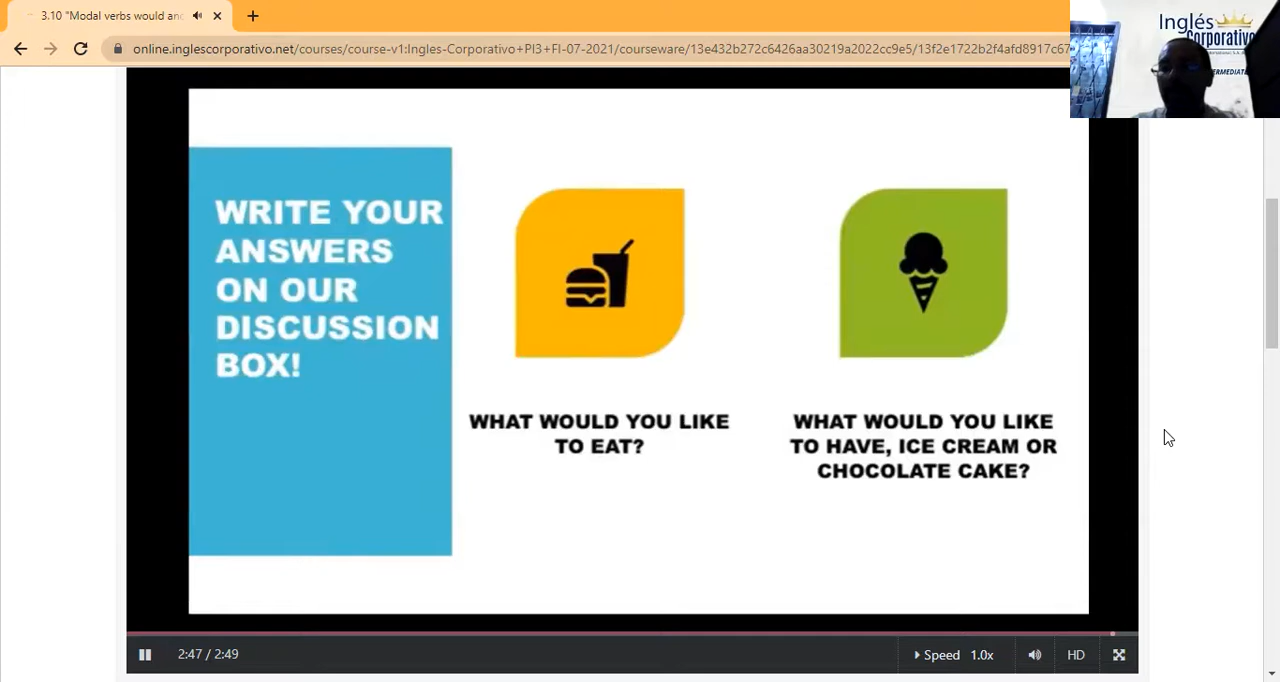 3.10 "Modal verbs would an
online.inglescorporativo.net/courses/course-v1:Ingles-Corporativo+PI3+FI-07-2021/courseware/13e432b272c6426aa30219a2022cc9e5/13f2e1722b2f4afd8917c67
Inglés
Corporativo
WRITE YOUR
ANSWERS
ON OUR
DISCUSSION
BOX!
WHAT WOULD YOU LIKE
TO EAT?
WHAT WOULD YOU LIKE
TO HAVE, ICE CREAM OR
CHOCOLATE CAKE?
2:47 / 2:49
Speed 1.0x
HD